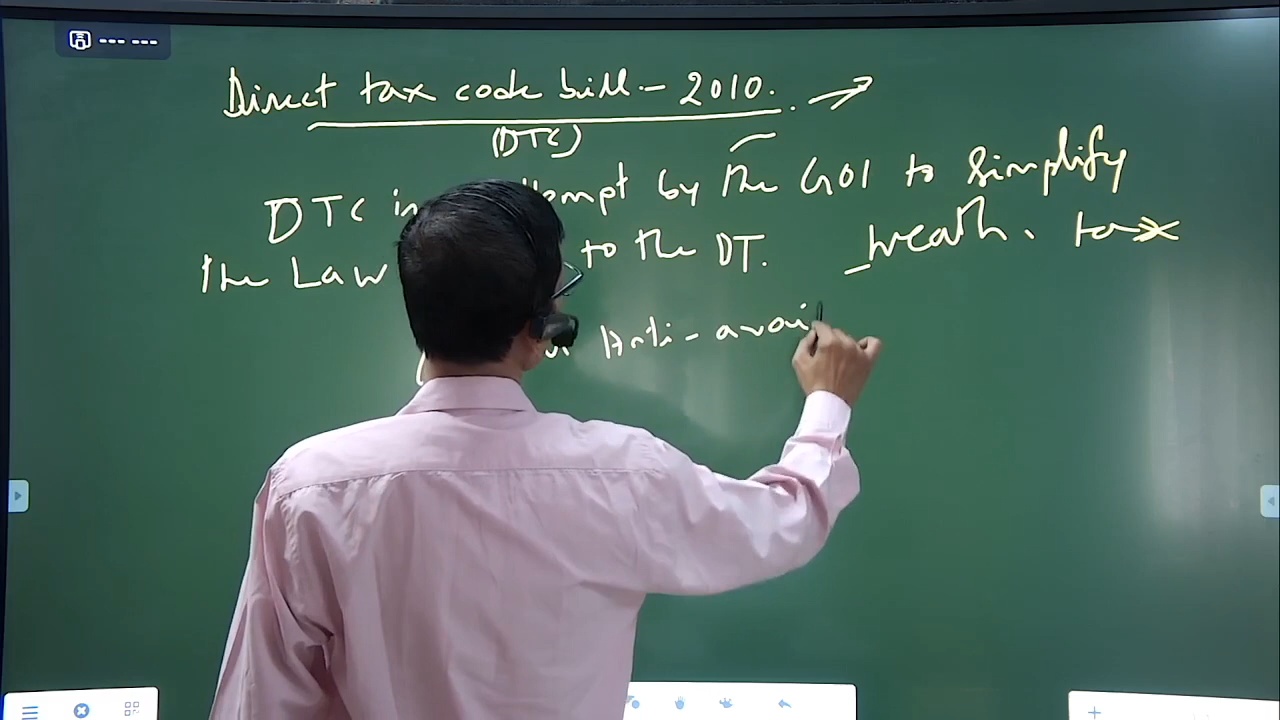 Direct tax code bill - 2010. →
(DTC)
DTC is attempt by the GOI to Simplify
The Law to the DT. - weath. tax
Anti-avoi